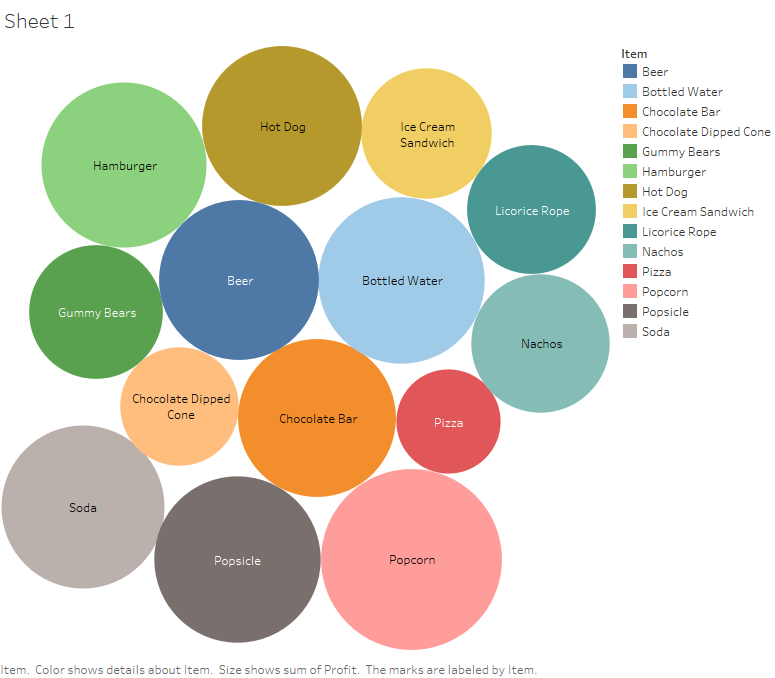 Sheet 1
Hamburger
Hot Dog
Ice Cream
Sandwich
Licorice Rope
Gummy Bears
Beer
Bottled Water
Nachos
Chocolate Dipped
Cone
Chocolate Bar
Pizza
Soda
Popsicle
Popcorn
Item
Beer
Bottled Water
Chocolate Bar
Chocolate Dipped Cone
Gummy Bears
Hamburger
Hot Dog
Ice Cream Sandwich
Licorice Rope
Nachos
Pizza
Popcorn
Popsicle
Soda
Item.  Color shows details about Item.  Size shows sum of Profit.  The marks are labeled by Item.